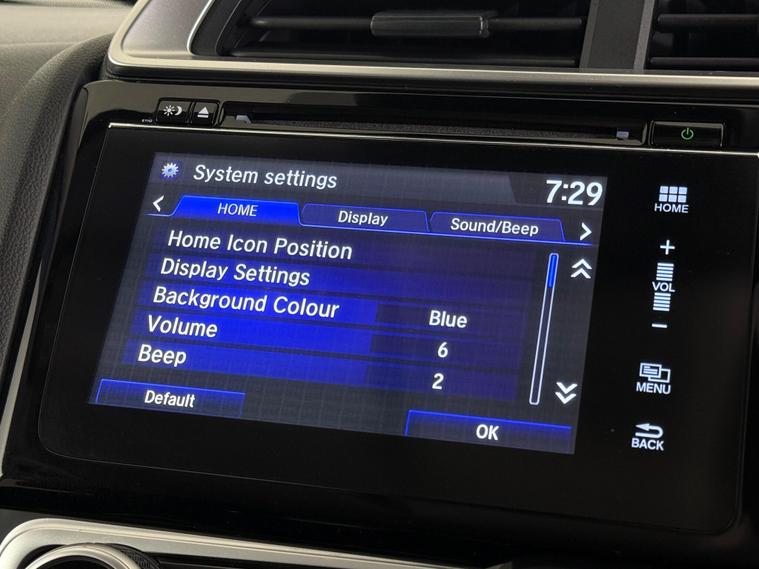 System settings 7:29
HOME Display Sound/Beep
Home Icon Position
Display Settings
Background Colour Blue
Volume 6
Beep 2
Default OK
HOME
+
VOL
−
MENU
BACK